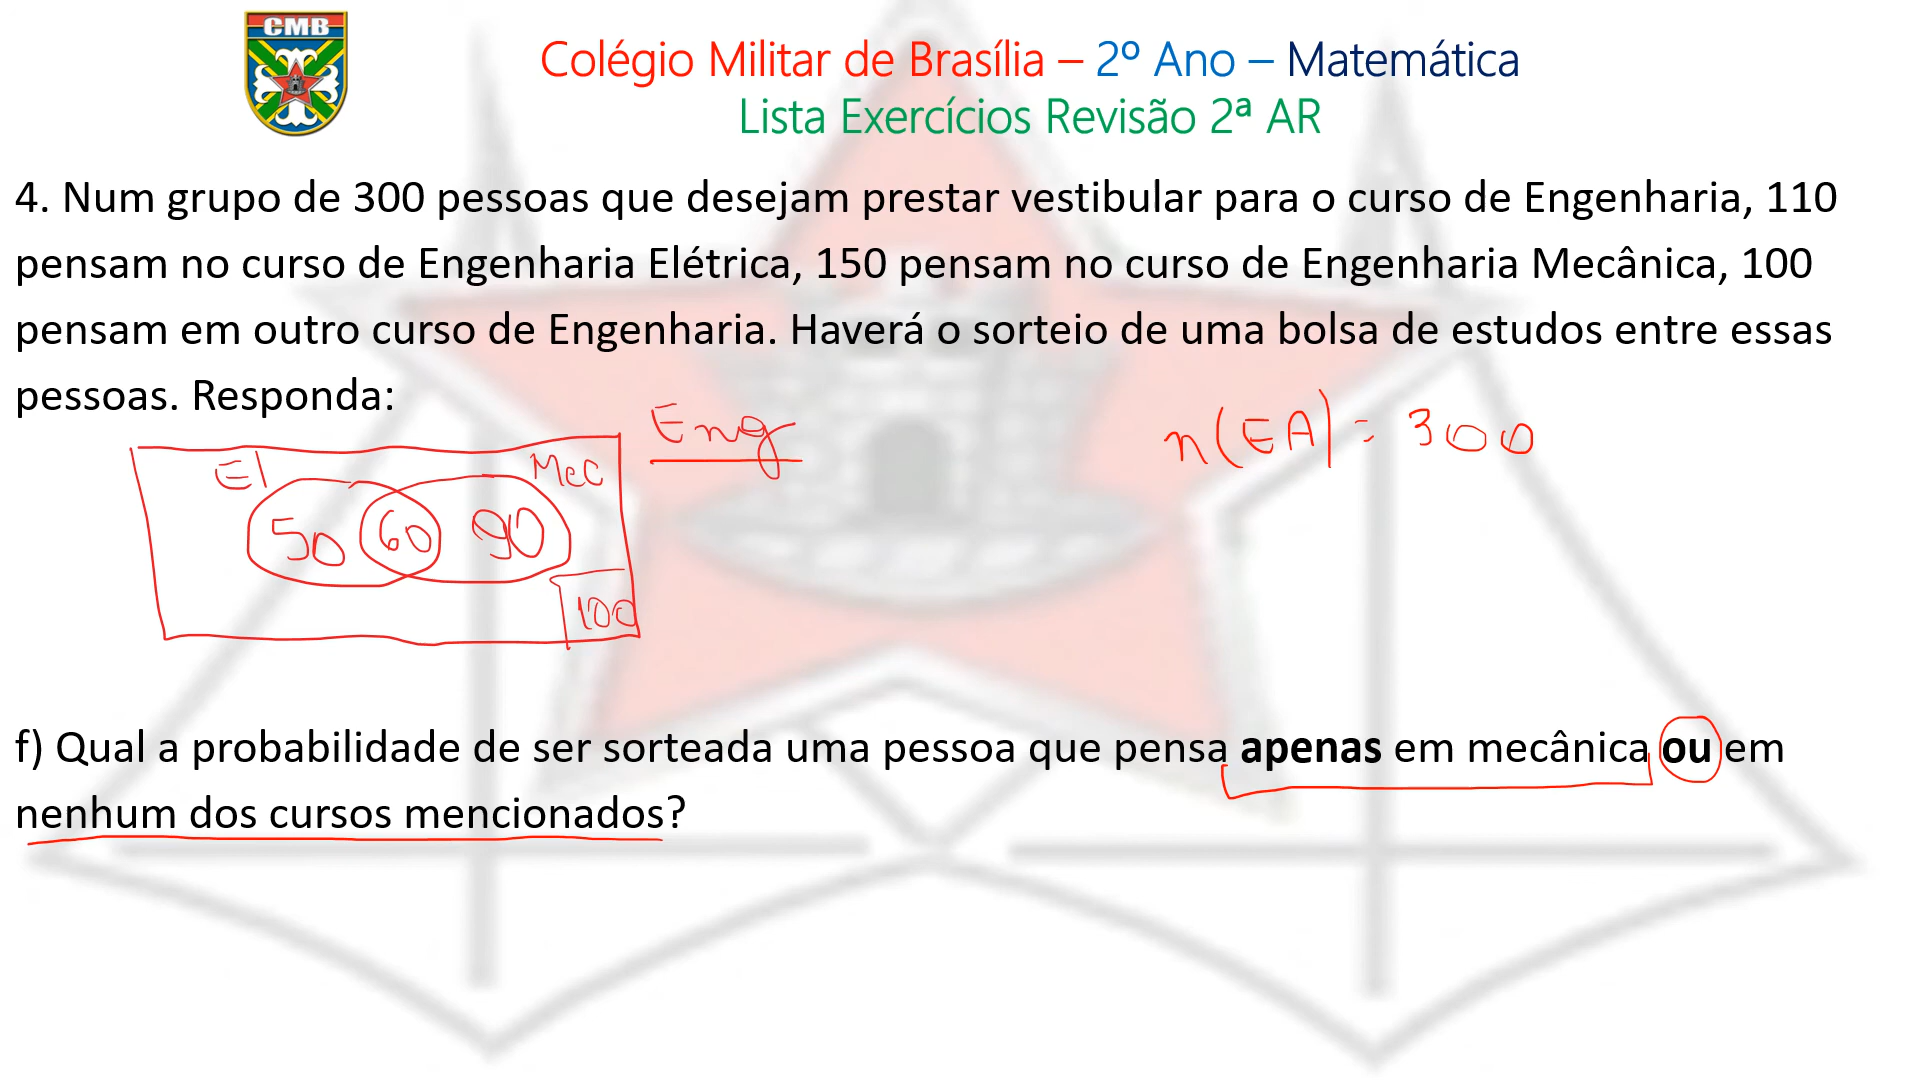 CMB
Colégio Militar de Brasília – 2º Ano – Matemática
Lista Exercícios Revisão 2ª AR
4. Num grupo de 300 pessoas que desejam prestar vestibular para o curso de Engenharia, 110
pensam no curso de Engenharia Elétrica, 150 pensam no curso de Engenharia Mecânica, 100
pensam em outro curso de Engenharia. Haverá o sorteio de uma bolsa de estudos entre essas
pessoas. Responda:
Eng
n(EA) = 300
El Mec
50 60 90
100
f) Qual a probabilidade de ser sorteada uma pessoa que pensa apenas em mecânica ou em
nenhum dos cursos mencionados?